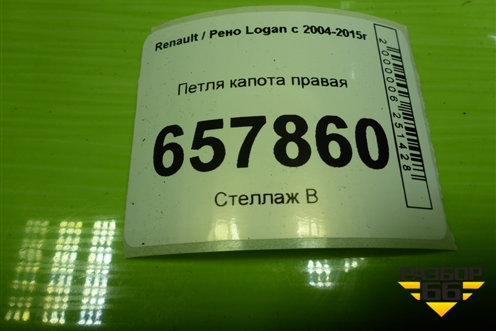 Renault / Рено Logan с 2004-2015г
Петля капота правая
657860
Стеллаж В
2000006251428
РАЗБОР
66